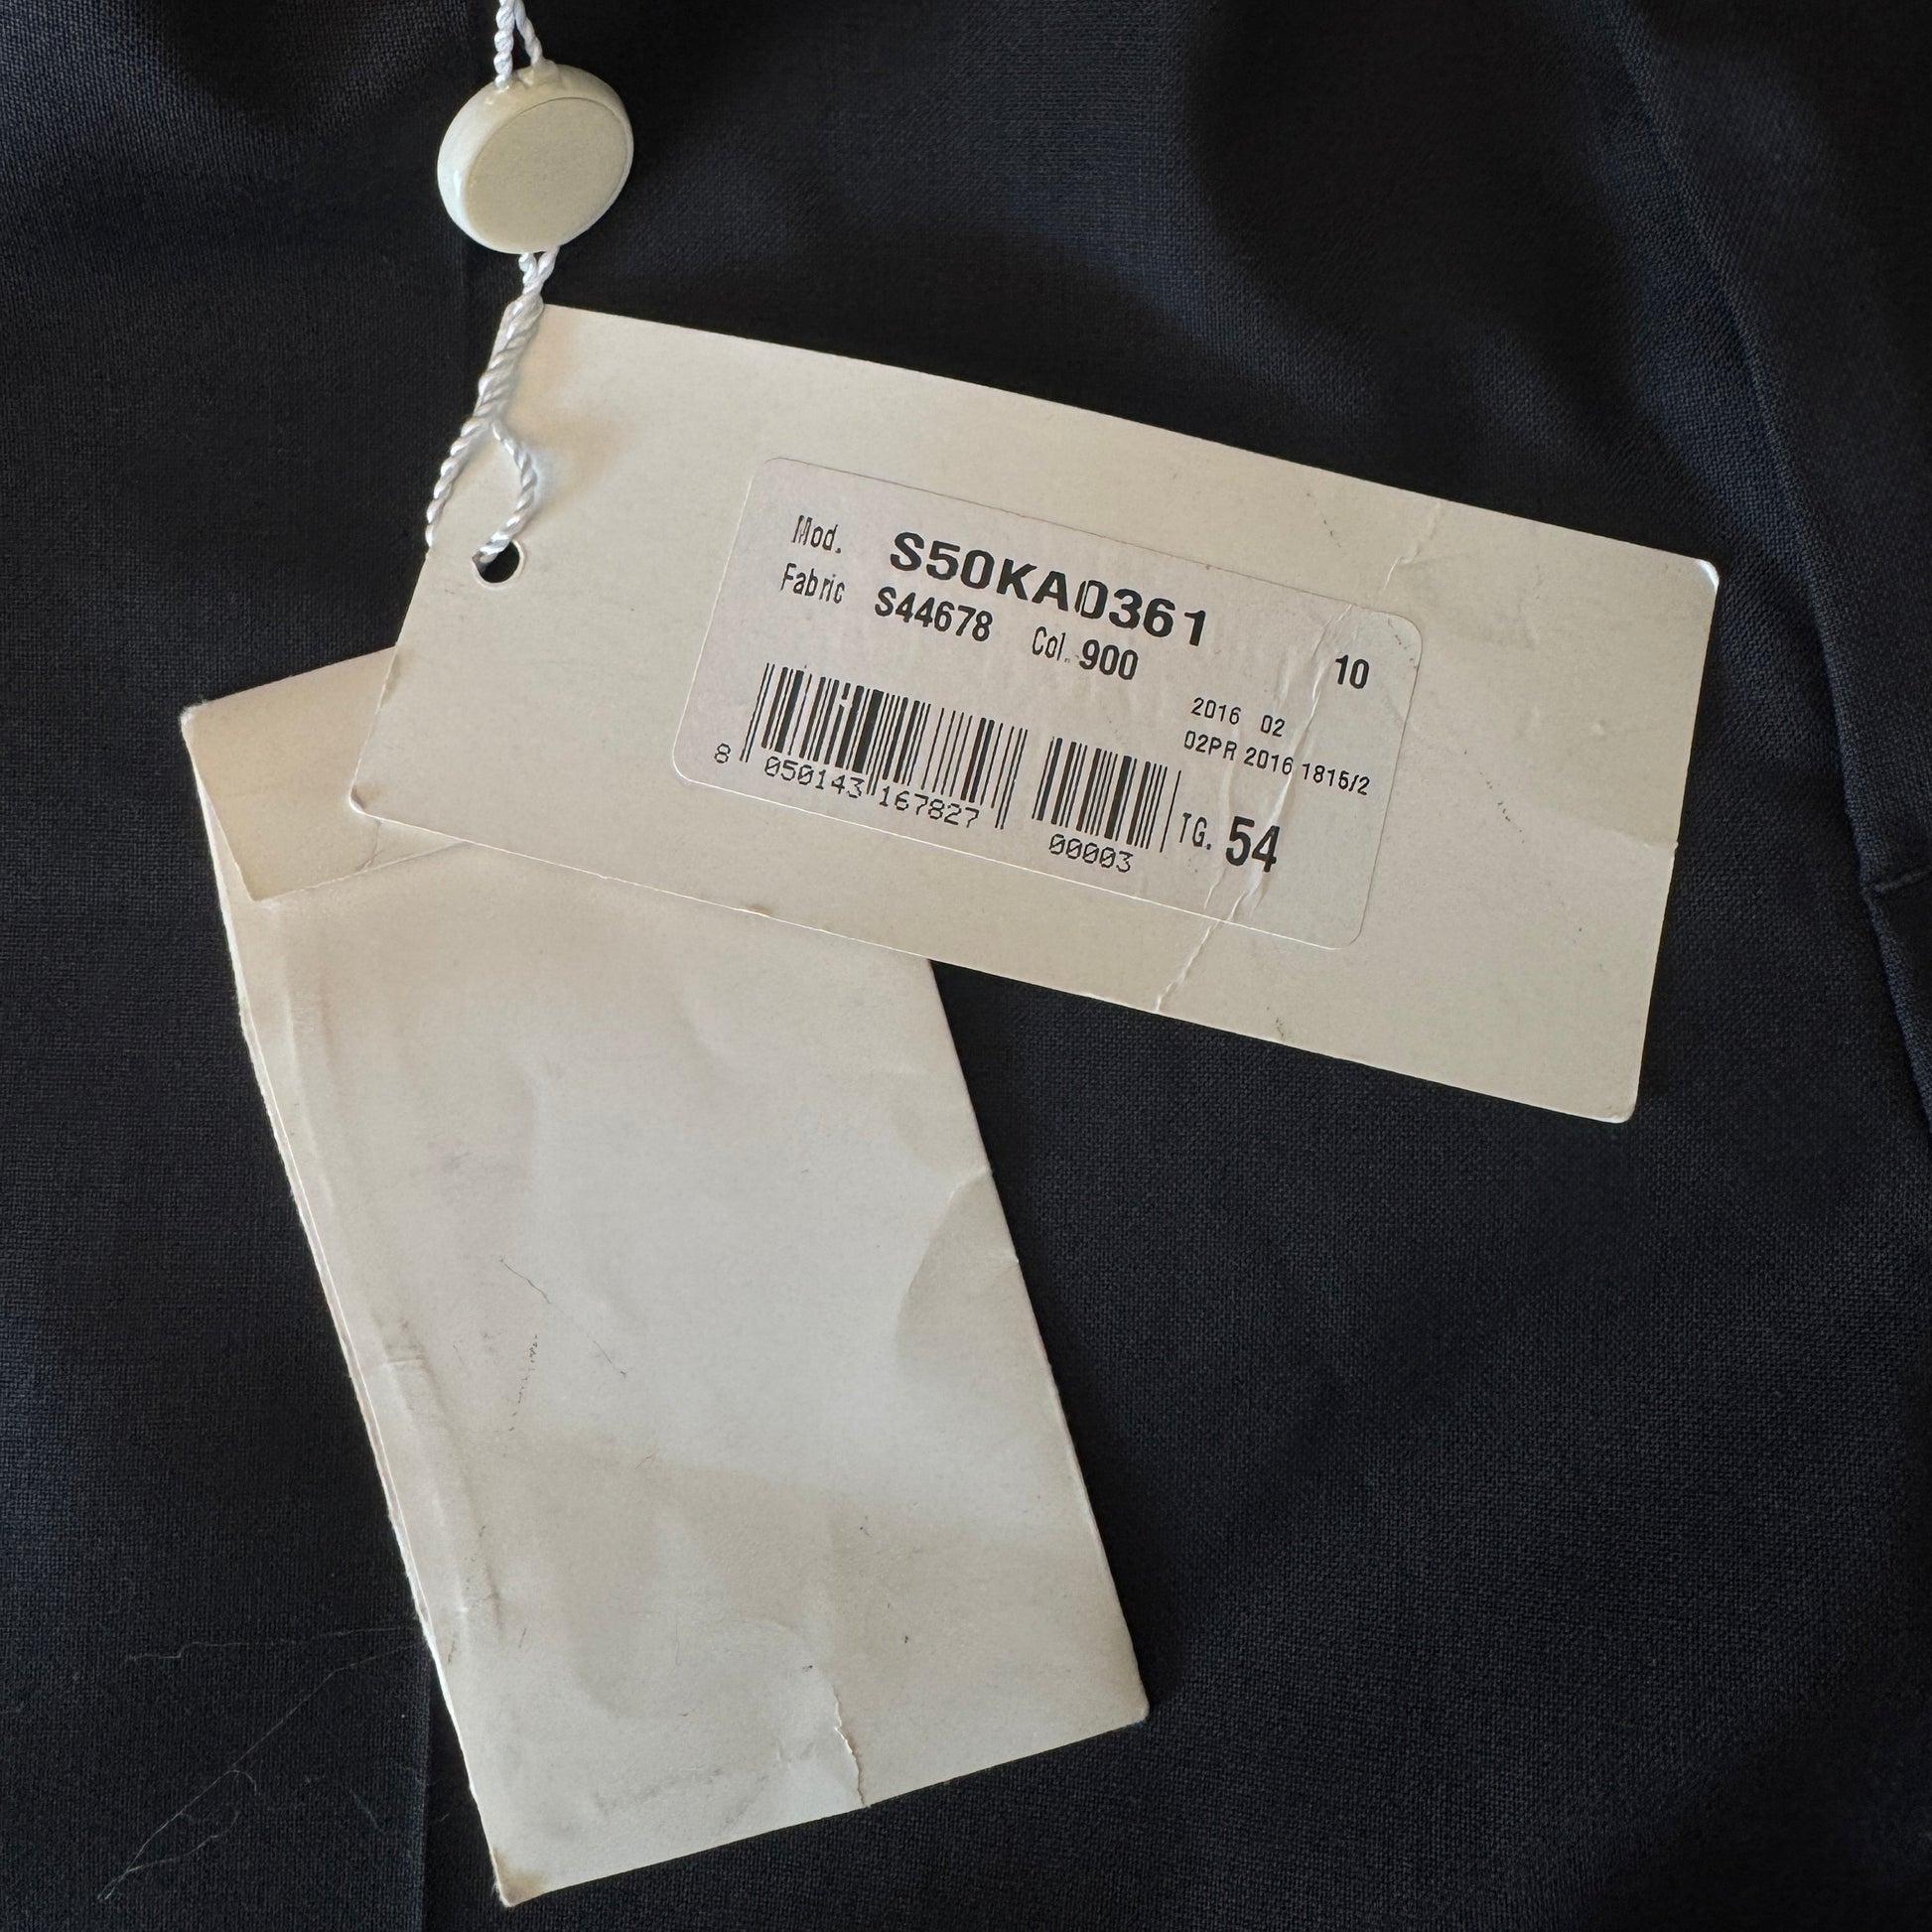 Mod. S50KA0361
Fabric S44678 Col. 900 10
2016 02
02PR 2016 1815/2
8 050143 167827
00003
TG. 54